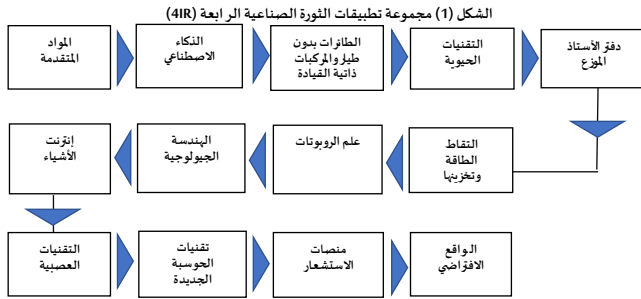 الشكل (1) مجموعة تطبيقات الثورة الصناعية الرابعة (4IR)
المواد
المتقدمة
الذكاء
الاصطناعي
الطائرات بدون
طيار والمركبات
ذاتية القيادة
التقنيات
الحيوية
دفتر الأستاذ
الموزع
التقاط
الطاقة
وتخزينها
علم الروبوتات
الهندسة
الجيولوجية
إنترنت
الأشياء
التقنيات
العصبية
تقنيات
الحوسبة
الجديدة
منصات
الاستشعار
الواقع
الافتراضي